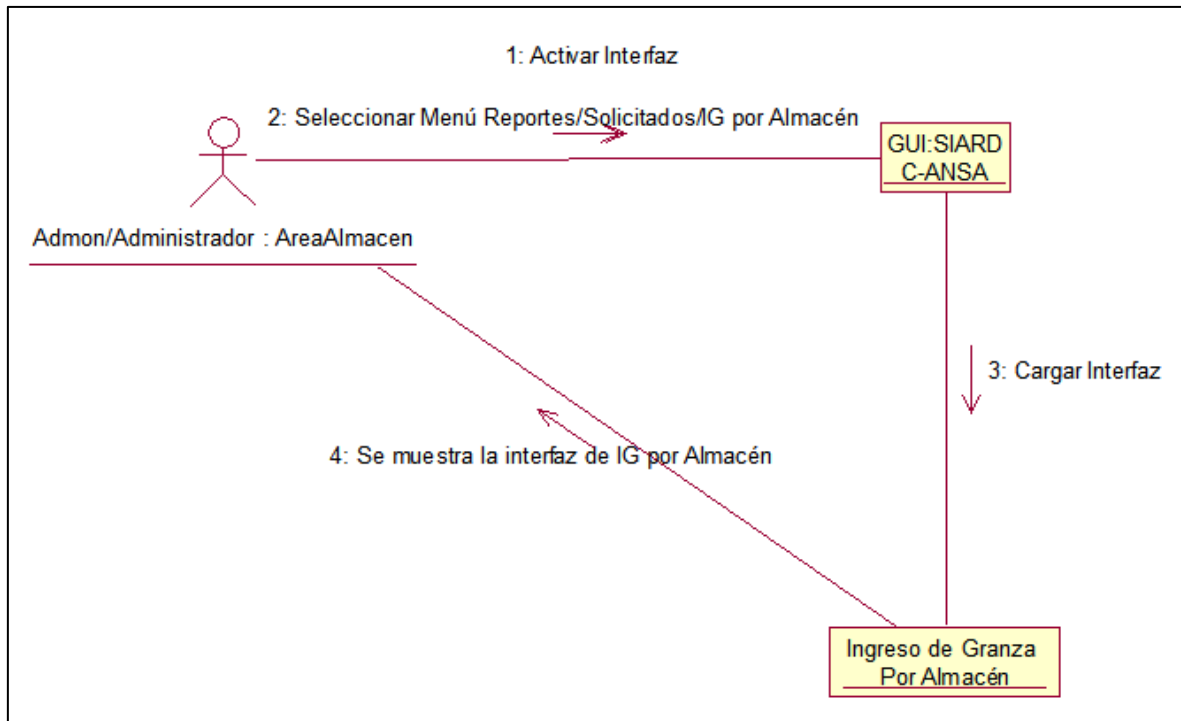 1: Activar Interfaz
2: Seleccionar Menú Reportes/Solicitados/IG por Almacén
GUI:SIARD
C-ANSA
Admon/Administrador : AreaAlmacen
3: Cargar Interfaz
4: Se muestra la interfaz de IG por Almacén
Ingreso de Granza
Por Almacén